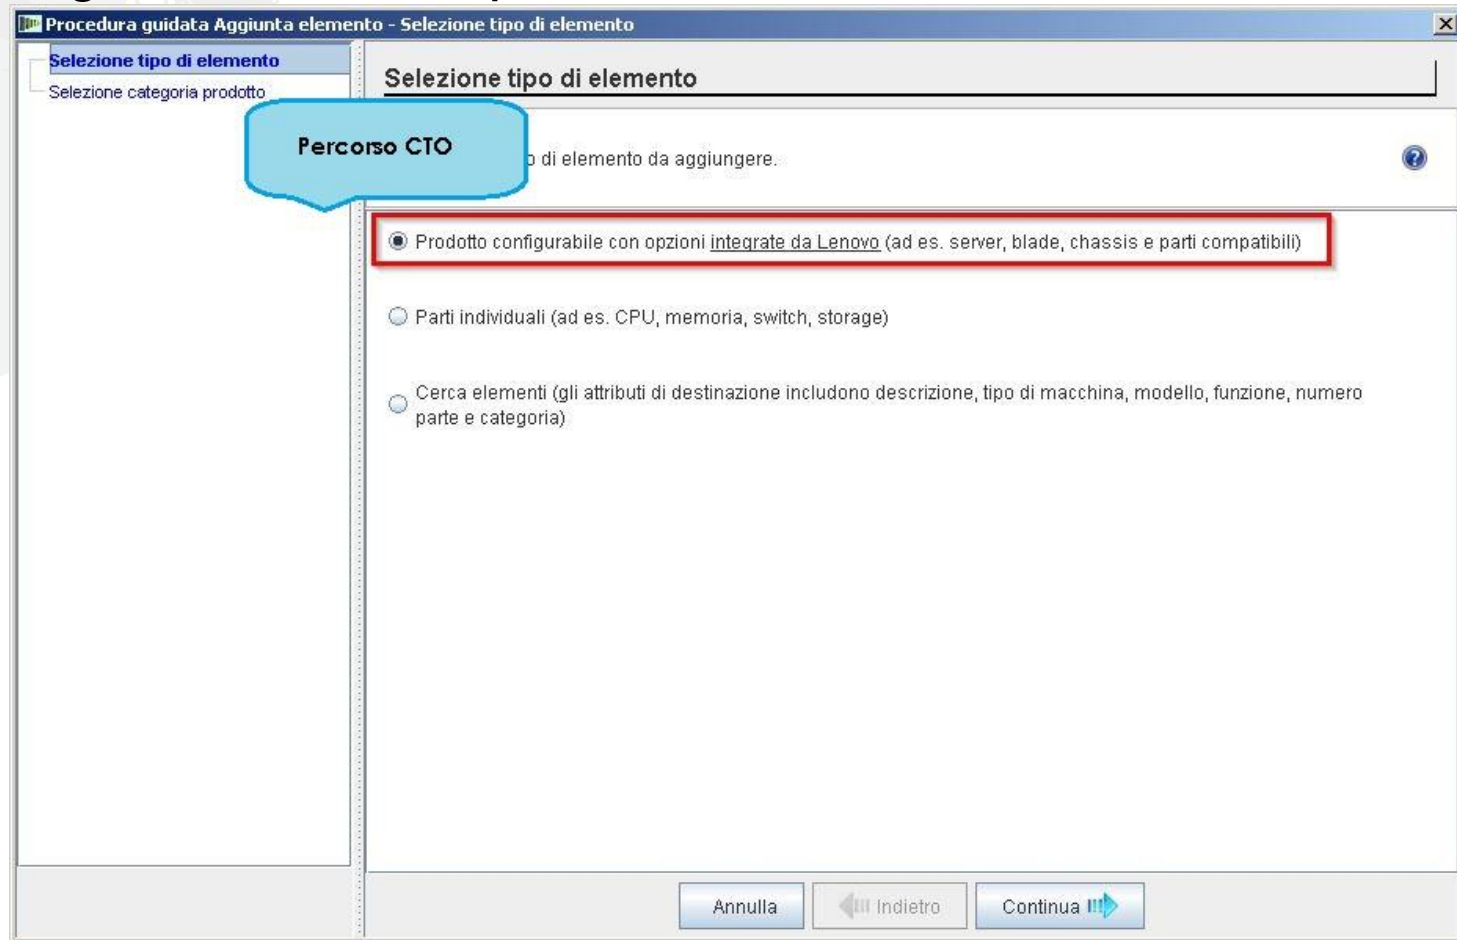 Procedura guidata Aggiunta elemento - Selezione tipo di elemento
Selezione tipo di elemento
Selezione categoria prodotto
Selezione tipo di elemento
Percorso CTO
di elemento da aggiungere.
Prodotto configurabile con opzioni integrate da Lenovo (ad es. server, blade, chassis e parti compatibili)
Parti individuali (ad es. CPU, memoria, switch, storage)
Cerca elementi (gli attributi di destinazione includono descrizione, tipo di macchina, modello, funzione, numero
parte e categoria)
Annulla
Indietro
Continua